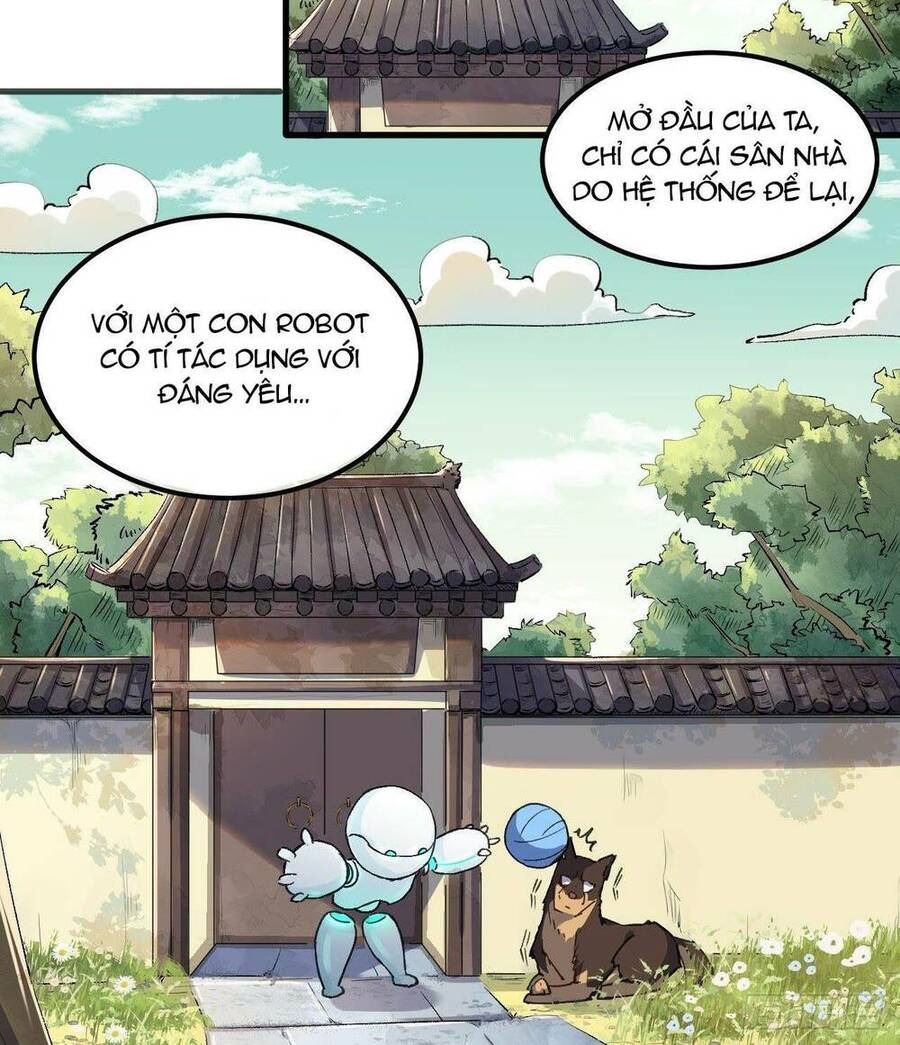 MỞ ĐẦU CỦA TA,
CHỈ CÓ CÁI SÂN NHÀ
DO HỆ THỐNG ĐỂ LẠI,
VỚI MỘT CON ROBOT
CÓ TÍ TÁC DỤNG VỚI
ĐÁNG YÊU...